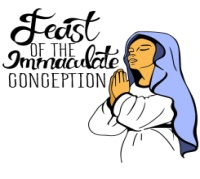 Feast
OF THE
Immaculate
CONCEPTION